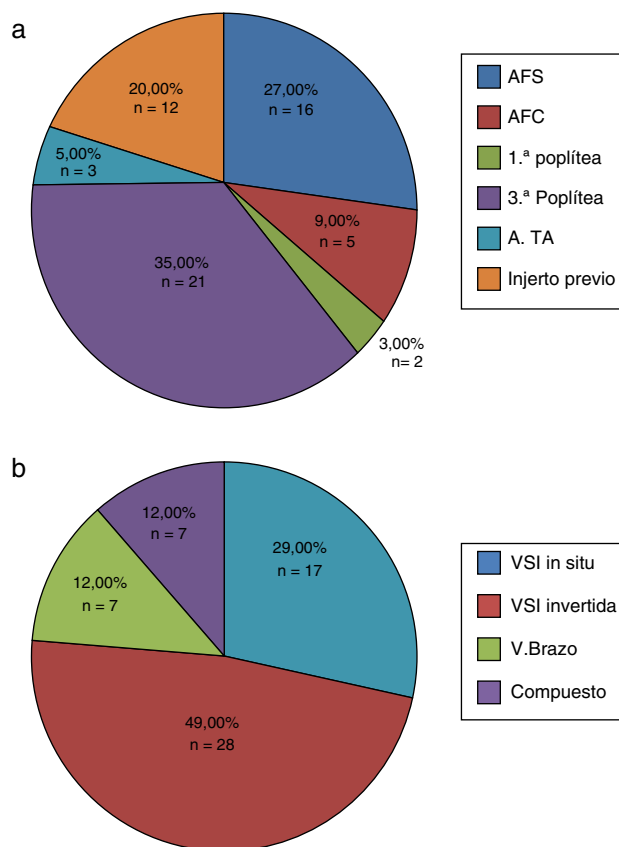 a
20,00%
n = 12
27,00%
n = 16
5,00%
n = 3
9,00%
n = 5
35,00%
n = 21
3,00%
n= 2
AFS
AFC
1.ª poplítea
3.ª Poplítea
A. TA
Injerto previo
b
12,00%
n = 7
29,00%
n = 17
12,00%
n = 7
49,00%
n = 28
VSI in situ
VSI invertida
V.Brazo
Compuesto